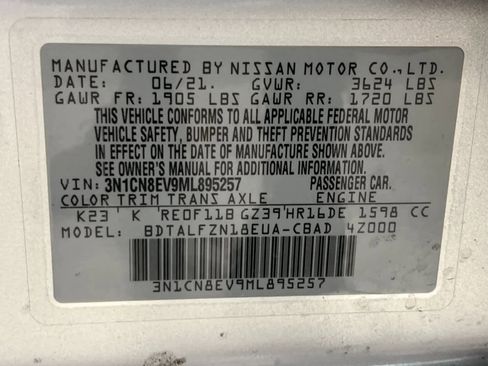 MANUFACTURED BY NISSAN MOTOR CO.,LTD.
DATE: 06/21. GVWR: 3624 LBS
GAWR FR: 1905 LBS GAWR RR: 1720 LBS
THIS VEHICLE CONFORMS TO ALL APPLICABLE FEDERAL MOTOR
VEHICLE SAFETY, BUMPER AND THEFT PREVENTION STANDARDS
IN EFFECT ON THE DATE OF MANUFACTURE SHOWN ABOVE.
SEE OWNER'S MANUAL FOR ADDITIONAL INFORMATION.
VIN: 3N1CN8EV9ML895257 PASSENGER CAR.
COLOR TRIM TRANS AXLE ENGINE
K23 K RE0F11B GZ39 HR16DE 1598 CC
MODEL: BDTALFZN18EUA-CBAD 4Z000
3N1CN8EV9ML895257